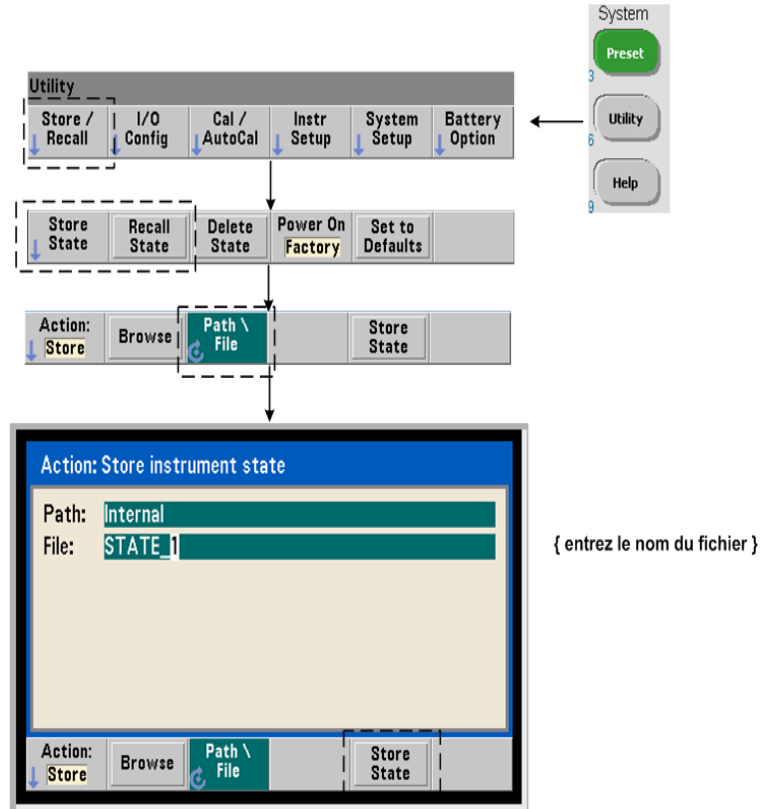 System
Preset
3
Utility
6
Help
9
Utility
Store / Recall
I/O Config
Cal / AutoCal
Instr Setup
System Setup
Battery Option
Store State
Recall State
Delete State
Power On Factory
Set to Defaults
Action: Store
Browse
Path \ File
Store State
Action: Store instrument state
Path: Internal
File: STATE_1
{ entrez le nom du fichier }
Action: Store
Browse
Path \ File
Store State